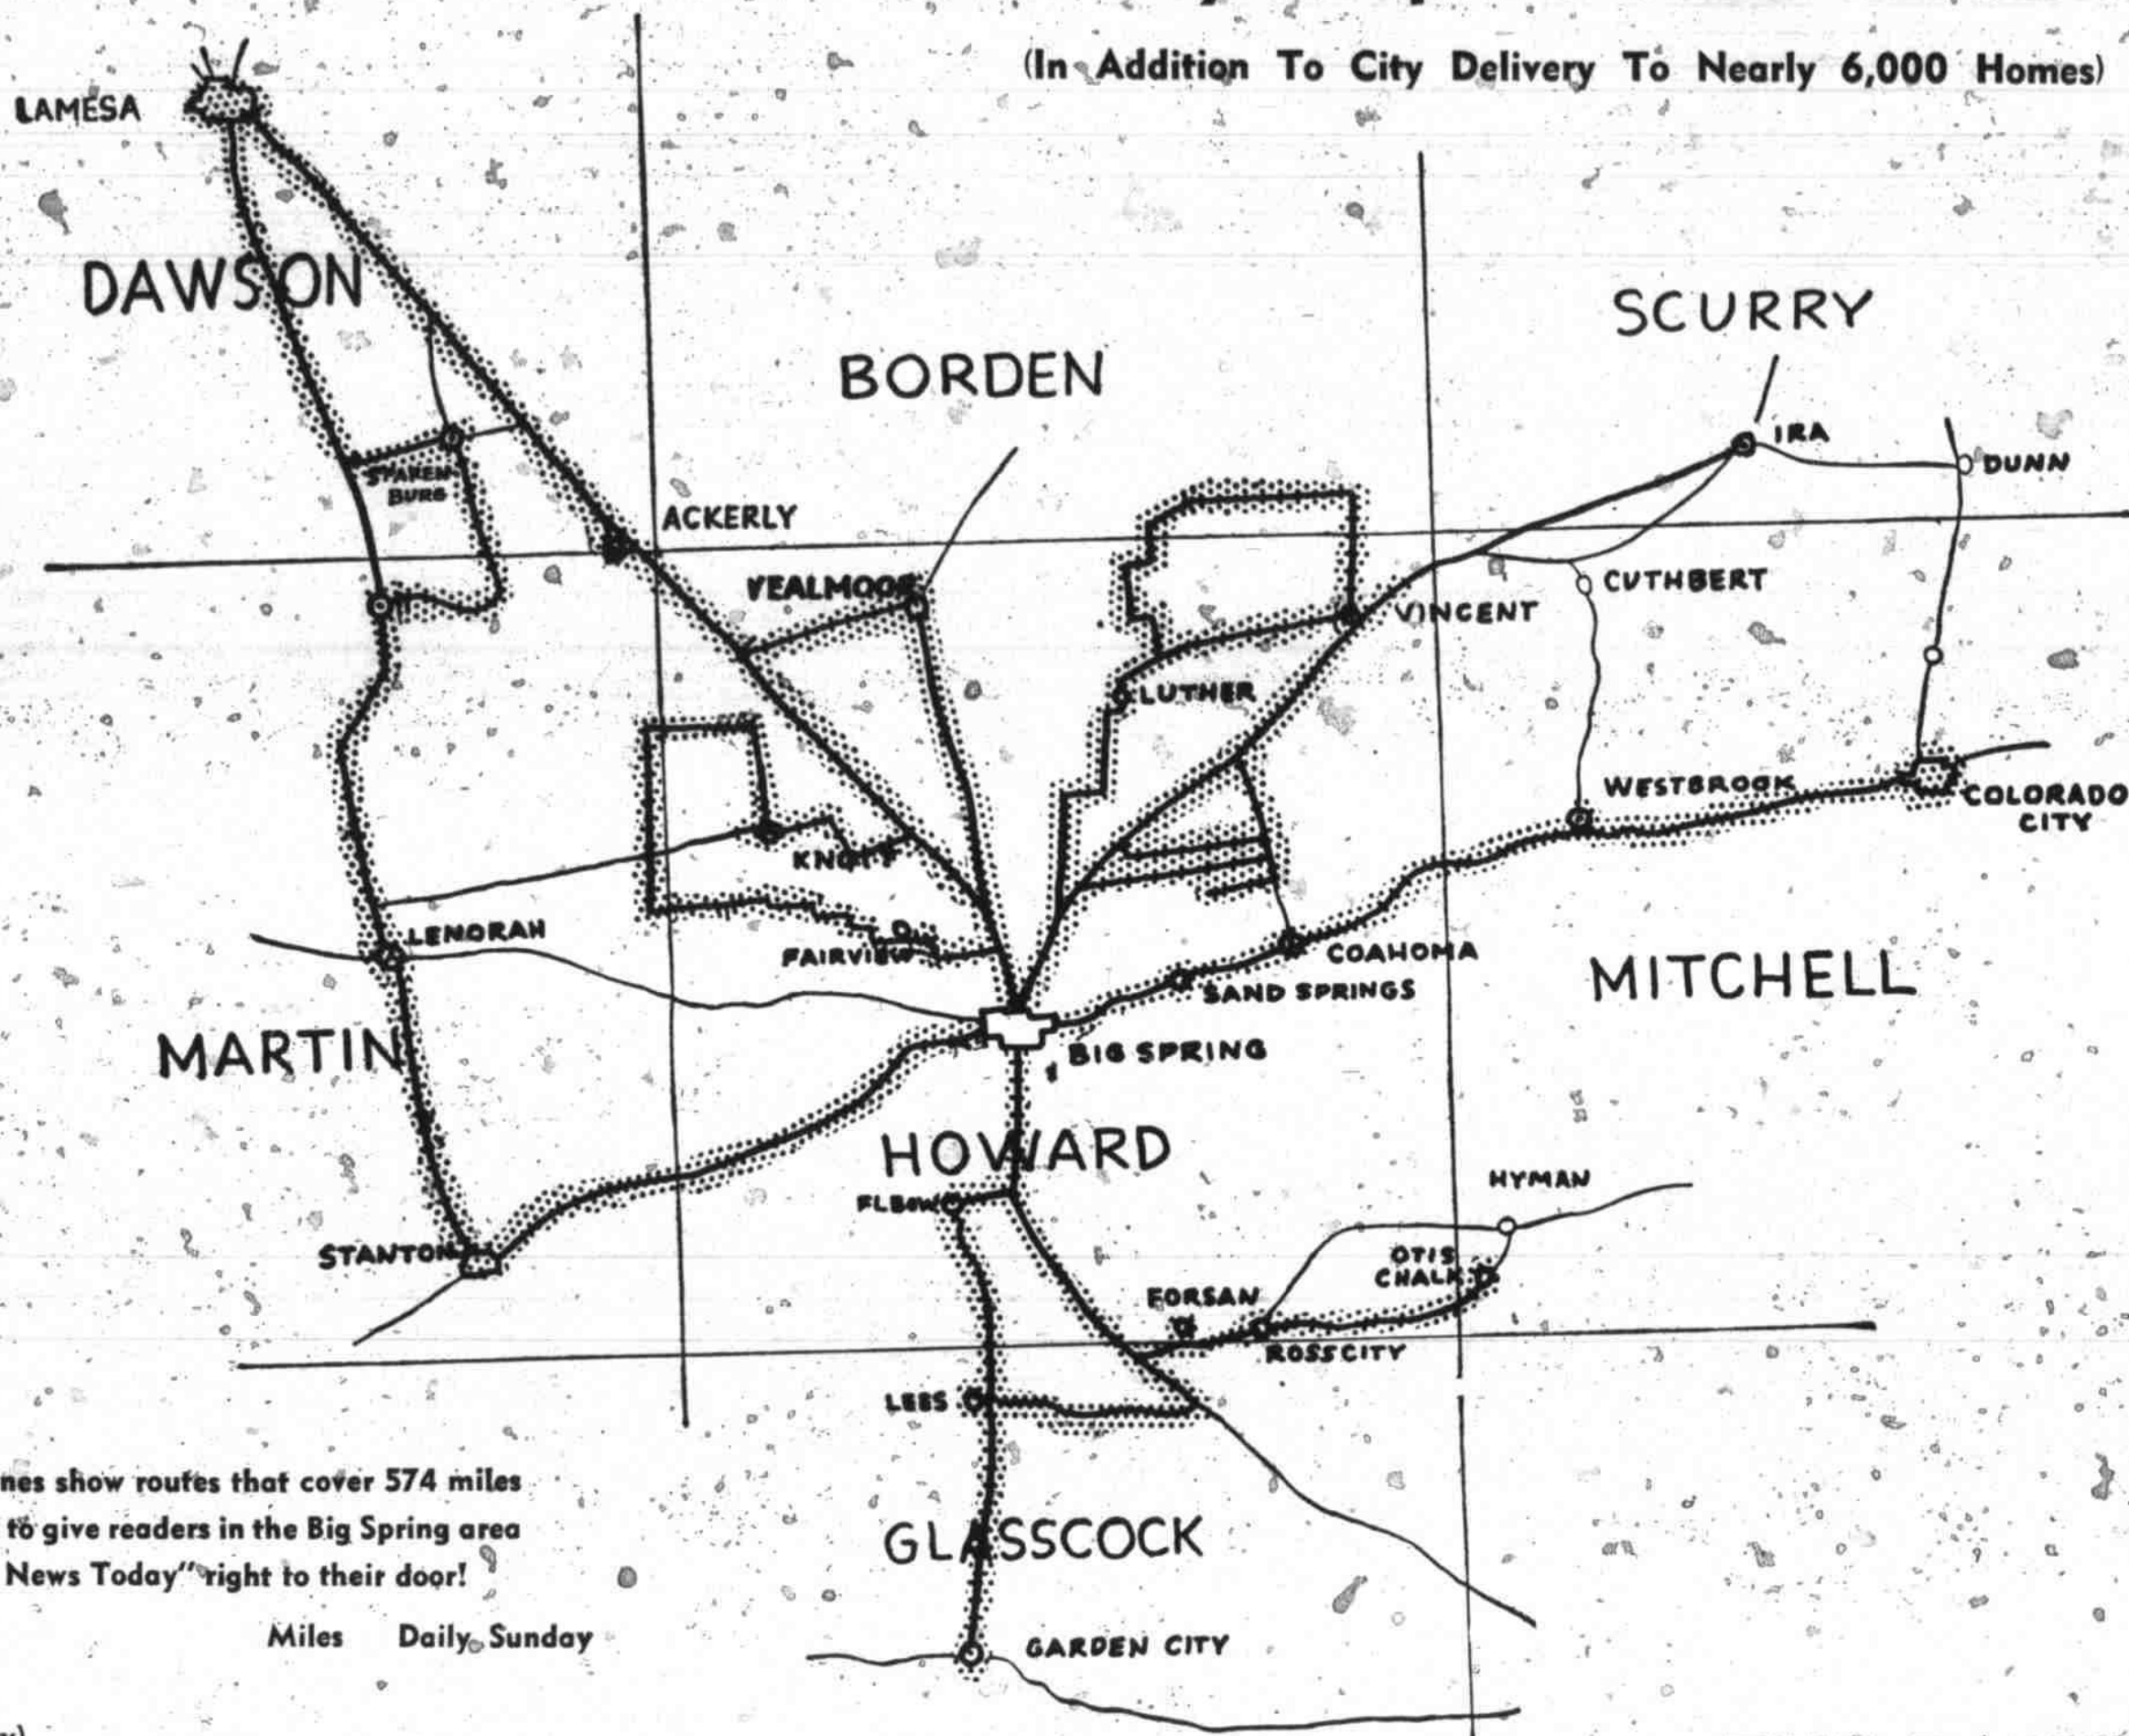 (In Addition To City Delivery To Nearly 6,000 Homes)
LAMESA
DAWSON
SCURRY
BORDEN
IRA
DUNN
SPAREN-
BURG
ACKERLY
VEALMOOR
CUTHBERT
VINCENT
LUTHER
WESTBROOK
COLORADO
CITY
KNOTT
LENORAH
FAIRVIEW
COAHOMA
SAND SPRINGS
MITCHELL
MARTIN
BIG SPRING
HOWARD
HYMAN
ELBOW
STANTON
OTIS
CHALK
FORSAN
ROSS CITY
LEES
nes show routes that cover 574 miles
to give readers in the Big Spring area
News Today" right to their door!
GLASSCOCK
Miles Daily Sunday
GARDEN CITY